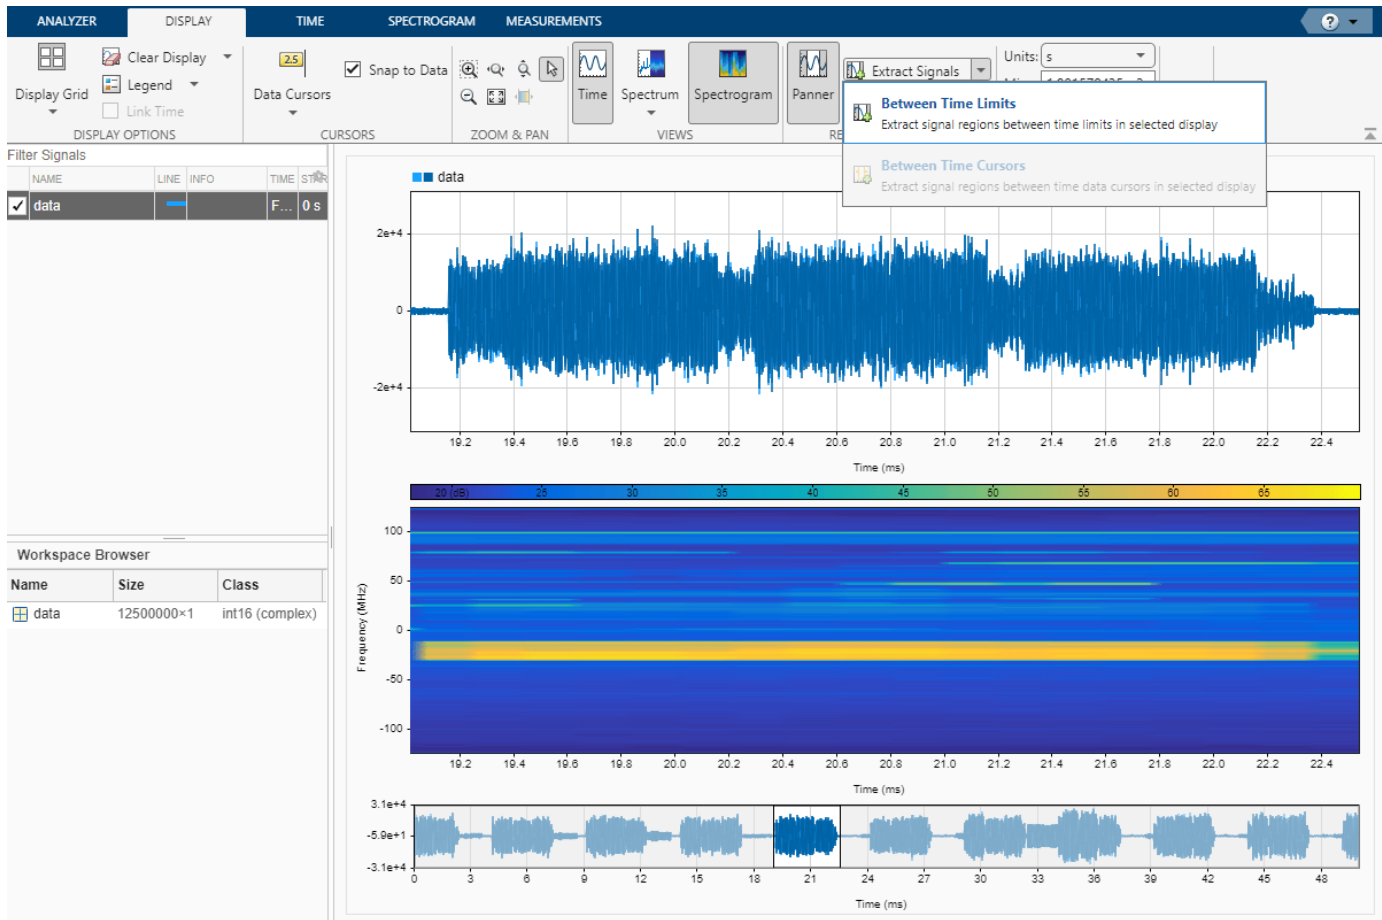 ANALYZER DISPLAY TIME SPECTROGRAM MEASUREMENTS ?
Display Grid
Clear Display
Legend
Link Time
DISPLAY OPTIONS
2.5
Data Cursors
Snap to Data
CURSORS
ZOOM & PAN
Time Spectrum Spectrogram
VIEWS
Panner
Extract Signals
RE
Units: s
Between Time Limits
Extract signal regions between time limits in selected display
Between Time Cursors
Extract signal regions between time data cursors in selected display
Filter Signals
NAME LINE INFO TIME
data F... 0 s
Workspace Browser
Name Size Class
data 12500000×1 int16 (complex)
data
2e+4
0
-2e+4
19.2 19.4 19.6 19.8 20.0 20.2 20.4 20.6 20.8 21.0 21.2 21.4 21.6 21.8 22.0 22.2 22.4
Time (ms)
20 (dB) 25 30 35 40 45 50 55 60 65
Frequency (MHz)
100
50
0
-50
-100
19.2 19.4 19.6 19.8 20.0 20.2 20.4 20.6 20.8 21.0 21.2 21.4 21.6 21.8 22.0 22.2 22.4
Time (ms)
3.1e+4
-5.9e+1
-3.1e+4
0 3 6 9 12 15 18 21 24 27 30 33 36 39 42 45 48
Time (ms)